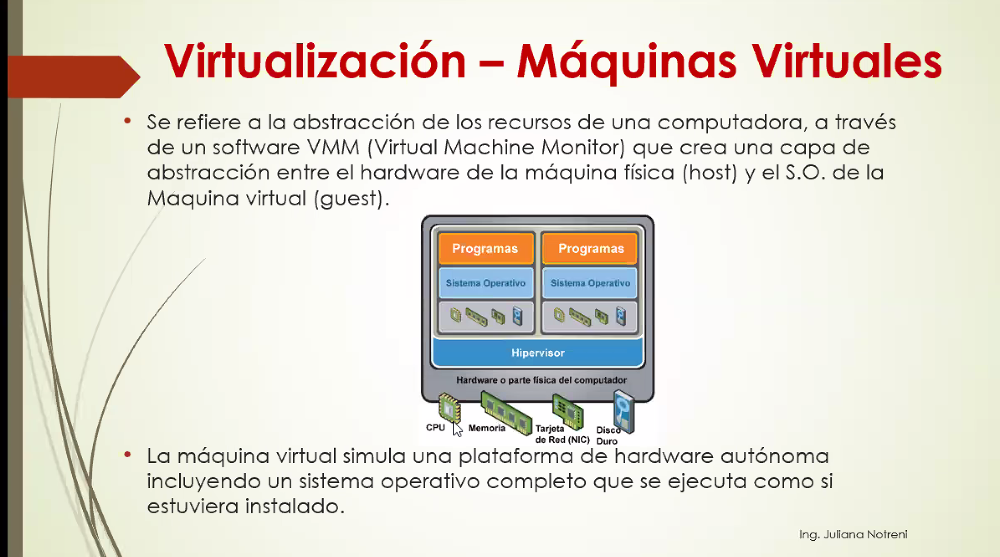 Virtualización – Máquinas Virtuales
• Se refiere a la abstracción de los recursos de una computadora, a través
de un software VMM (Virtual Machine Monitor) que crea una capa de
abstracción entre el hardware de la máquina física (host) y el S.O. de la
Maquina virtual (guest).
Programas Programas
Sistema Operativo Sistema Operativo
Hipervisor
Hardware o parte física del computador
CPU Memoria Tarjeta de Red (NIC) Disco Duro
• La máquina virtual simula una plataforma de hardware autónoma
incluyendo un sistema operativo completo que se ejecuta como si
estuviera instalado.
Ing. Juliana Notreni